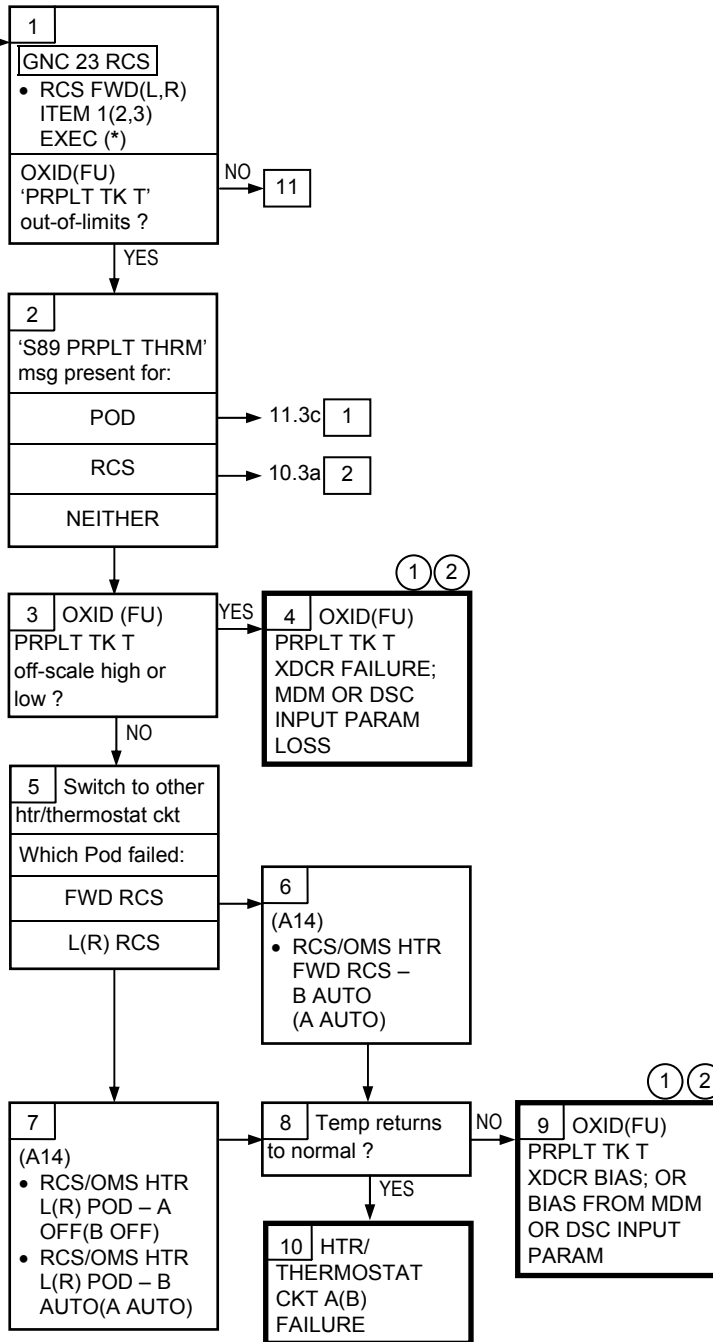 1
GNC 23 RCS
• RCS FWD(L,R)
ITEM 1(2,3)
EXEC (*)
OXID(FU)
‘PRPLT TK T’
out-of-limits ?
NO
11
YES
2
‘S89 PRPLT THRM’
msg present for:
POD
11.3c 1
RCS
10.3a 2
NEITHER
3 OXID (FU)
PRPLT TK T
off-scale high or
low ?
YES
1 2
4 OXID(FU)
PRPLT TK T
XDCR FAILURE;
MDM OR DSC
INPUT PARAM
LOSS
NO
5 Switch to other
htr/thermostat ckt
Which Pod failed:
FWD RCS
L(R) RCS
6
(A14)
• RCS/OMS HTR
FWD RCS –
B AUTO
(A AUTO)
7
(A14)
• RCS/OMS HTR
L(R) POD – A
OFF(B OFF)
• RCS/OMS HTR
L(R) POD – B
AUTO(A AUTO)
8 Temp returns
to normal ?
NO
1 2
9 OXID(FU)
PRPLT TK T
XDCR BIAS; OR
BIAS FROM MDM
OR DSC INPUT
PARAM
YES
10 HTR/
THERMOSTAT
CKT A(B)
FAILURE